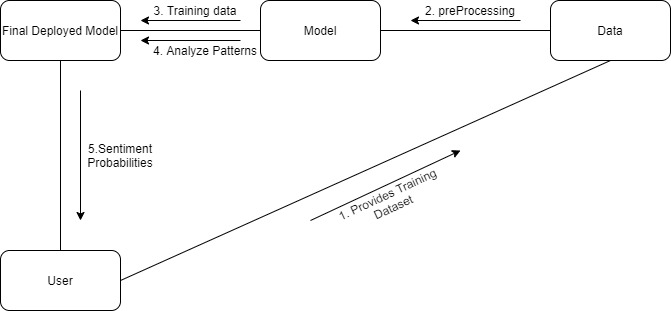 3. Training data
2. preProcessing
Final Deployed Model
Model
Data
4. Analyze Patterns
5.Sentiment
Probabilities
1. Provides Training
Dataset
User